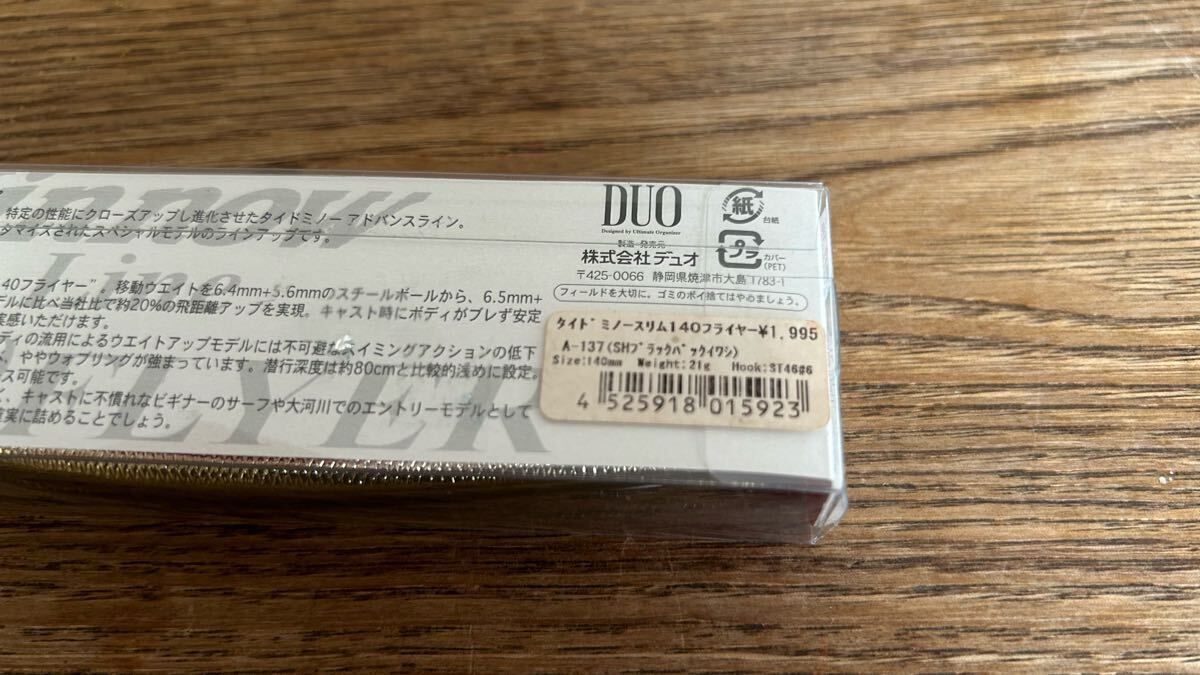 innow
Line
FLYER
特定の性能にクローズアップし進化させたタイドミノー アドバンスライン。
タマイズされたスペシャルモデルのラインアップです。
40フライヤー"。移動ウエイトを6.4mm+5.6mmのスチールボールから、6.5mm+
デルに比べ当社比で約20%の飛距離アップを実現。キャスト時にボディがブレず安定
実感いただけます。
ディの流用によるウエイトアップモデルには不可避なスイミングアクションの低下
、ややウォブリングが強まっています。潜行深度は約80cmと比較的浅めに設定。
ス可能です。
、キャストに不慣れなビギナーのサーフや大河川でのエントリーモデルとして
実に詰めることでしょう。
DUO
Designed by Ultimate Organizer
製造・発売元
株式会社デュオ
〒425-0066 静岡県焼津市大島1783-1
フィールドを大切に。ゴミのポイ捨てはやめましょう。
紙
台紙
プラ
カバー
(PET)
タイドミノースリム140フライヤー¥1,995
A-137(SHブラックバックイワシ)
Size:140mm Weight:21g Hook:ST46#6
4 525918 015923